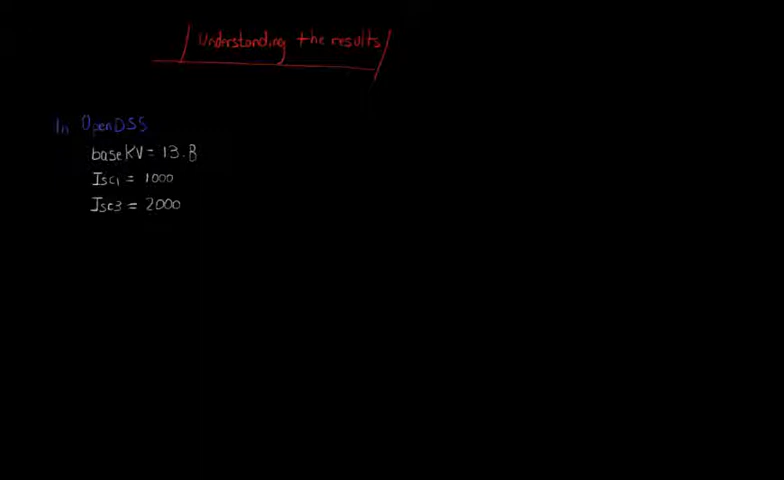 Understanding the results
In OpenDSS
baseKV = 13.8
Isc1 = 1000
Isc3 = 2000